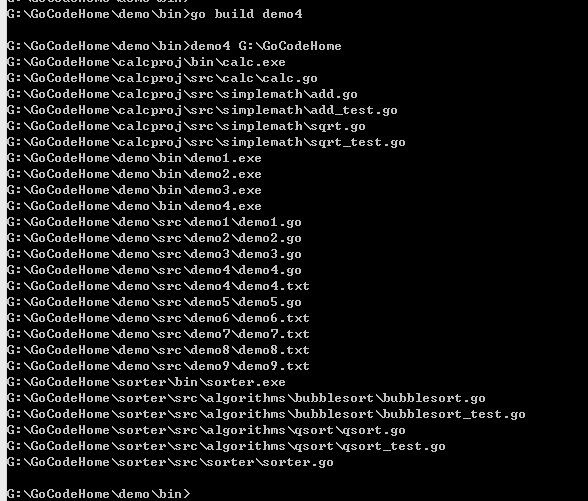 G:\GoCodeHome\demo\bin>go build demo4
G:\GoCodeHome\demo\bin>demo4 G:\GoCodeHome
G:\GoCodeHome\calcproj\bin\calc.exe
G:\GoCodeHome\calcproj\src\calc\calc.go
G:\GoCodeHome\calcproj\src\simplemath\add.go
G:\GoCodeHome\calcproj\src\simplemath\add_test.go
G:\GoCodeHome\calcproj\src\simplemath\sqrt.go
G:\GoCodeHome\calcproj\src\simplemath\sqrt_test.go
G:\GoCodeHome\demo\bin\demo1.exe
G:\GoCodeHome\demo\bin\demo2.exe
G:\GoCodeHome\demo\bin\demo3.exe
G:\GoCodeHome\demo\bin\demo4.exe
G:\GoCodeHome\demo\src\demo1\demo1.go
G:\GoCodeHome\demo\src\demo2\demo2.go
G:\GoCodeHome\demo\src\demo3\demo3.go
G:\GoCodeHome\demo\src\demo4\demo4.go
G:\GoCodeHome\demo\src\demo4\demo4.txt
G:\GoCodeHome\demo\src\demo5\demo5.go
G:\GoCodeHome\demo\src\demo6\demo6.txt
G:\GoCodeHome\demo\src\demo7\demo7.txt
G:\GoCodeHome\demo\src\demo8\demo8.txt
G:\GoCodeHome\demo\src\demo9\demo9.txt
G:\GoCodeHome\sorter\bin\sorter.exe
G:\GoCodeHome\sorter\src\algorithms\bubblesort\bubblesort.go
G:\GoCodeHome\sorter\src\algorithms\bubblesort\bubblesort_test.go
G:\GoCodeHome\sorter\src\algorithms\qsort\qsort.go
G:\GoCodeHome\sorter\src\algorithms\qsort\qsort_test.go
G:\GoCodeHome\sorter\src\sorter\sorter.go
G:\GoCodeHome\demo\bin>